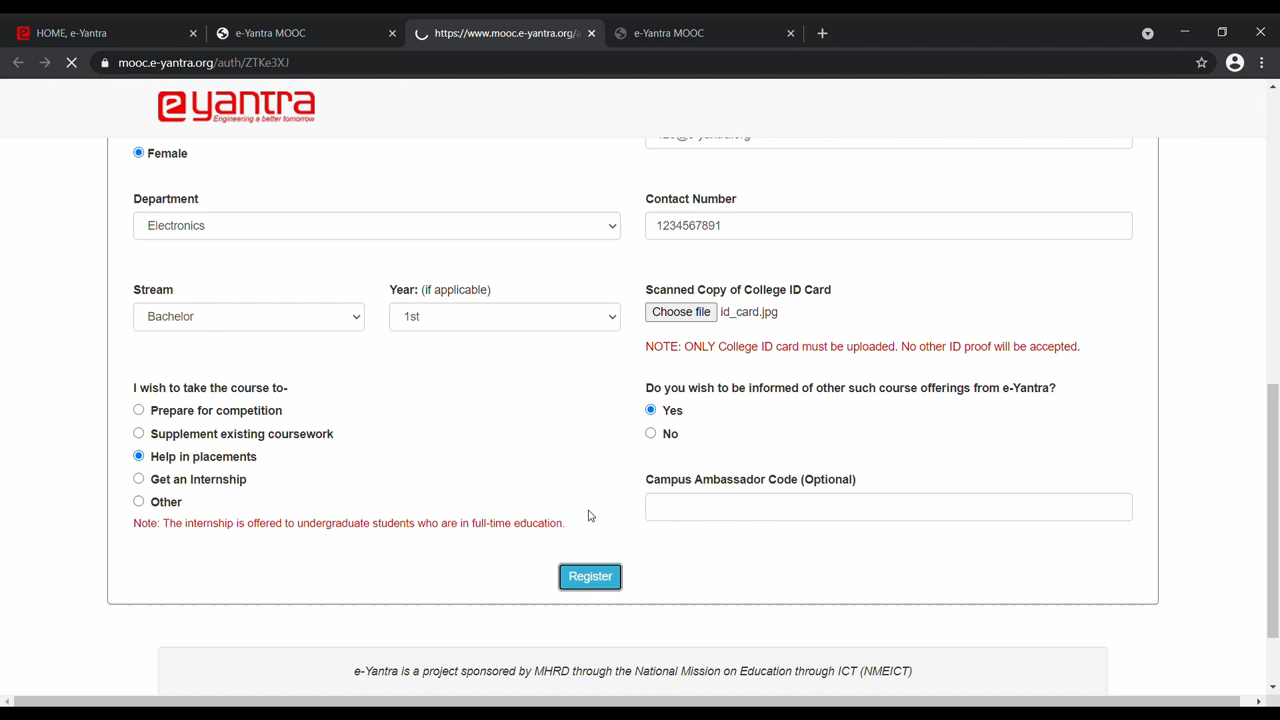 HOME, e-Yantra
e-Yantra MOOC
https://www.mooc.e-yantra.org/
e-Yantra MOOC
mooc.e-yantra.org/auth/ZTKe3XJ
e yantra
Engineering a better tomorrow
Female
Department
Contact Number
Electronics
1234567891
Stream
Year: (if applicable)
Scanned Copy of College ID Card
Bachelor
1st
Choose file id_card.jpg
NOTE: ONLY College ID card must be uploaded. No other ID proof will be accepted.
I wish to take the course to-
Do you wish to be informed of other such course offerings from e-Yantra?
Prepare for competition
Yes
Supplement existing coursework
No
Help in placements
Get an Internship
Campus Ambassador Code (Optional)
Other
Note: The internship is offered to undergraduate students who are in full-time education.
Register
e-Yantra is a project sponsored by MHRD through the National Mission on Education through ICT (NMEICT)